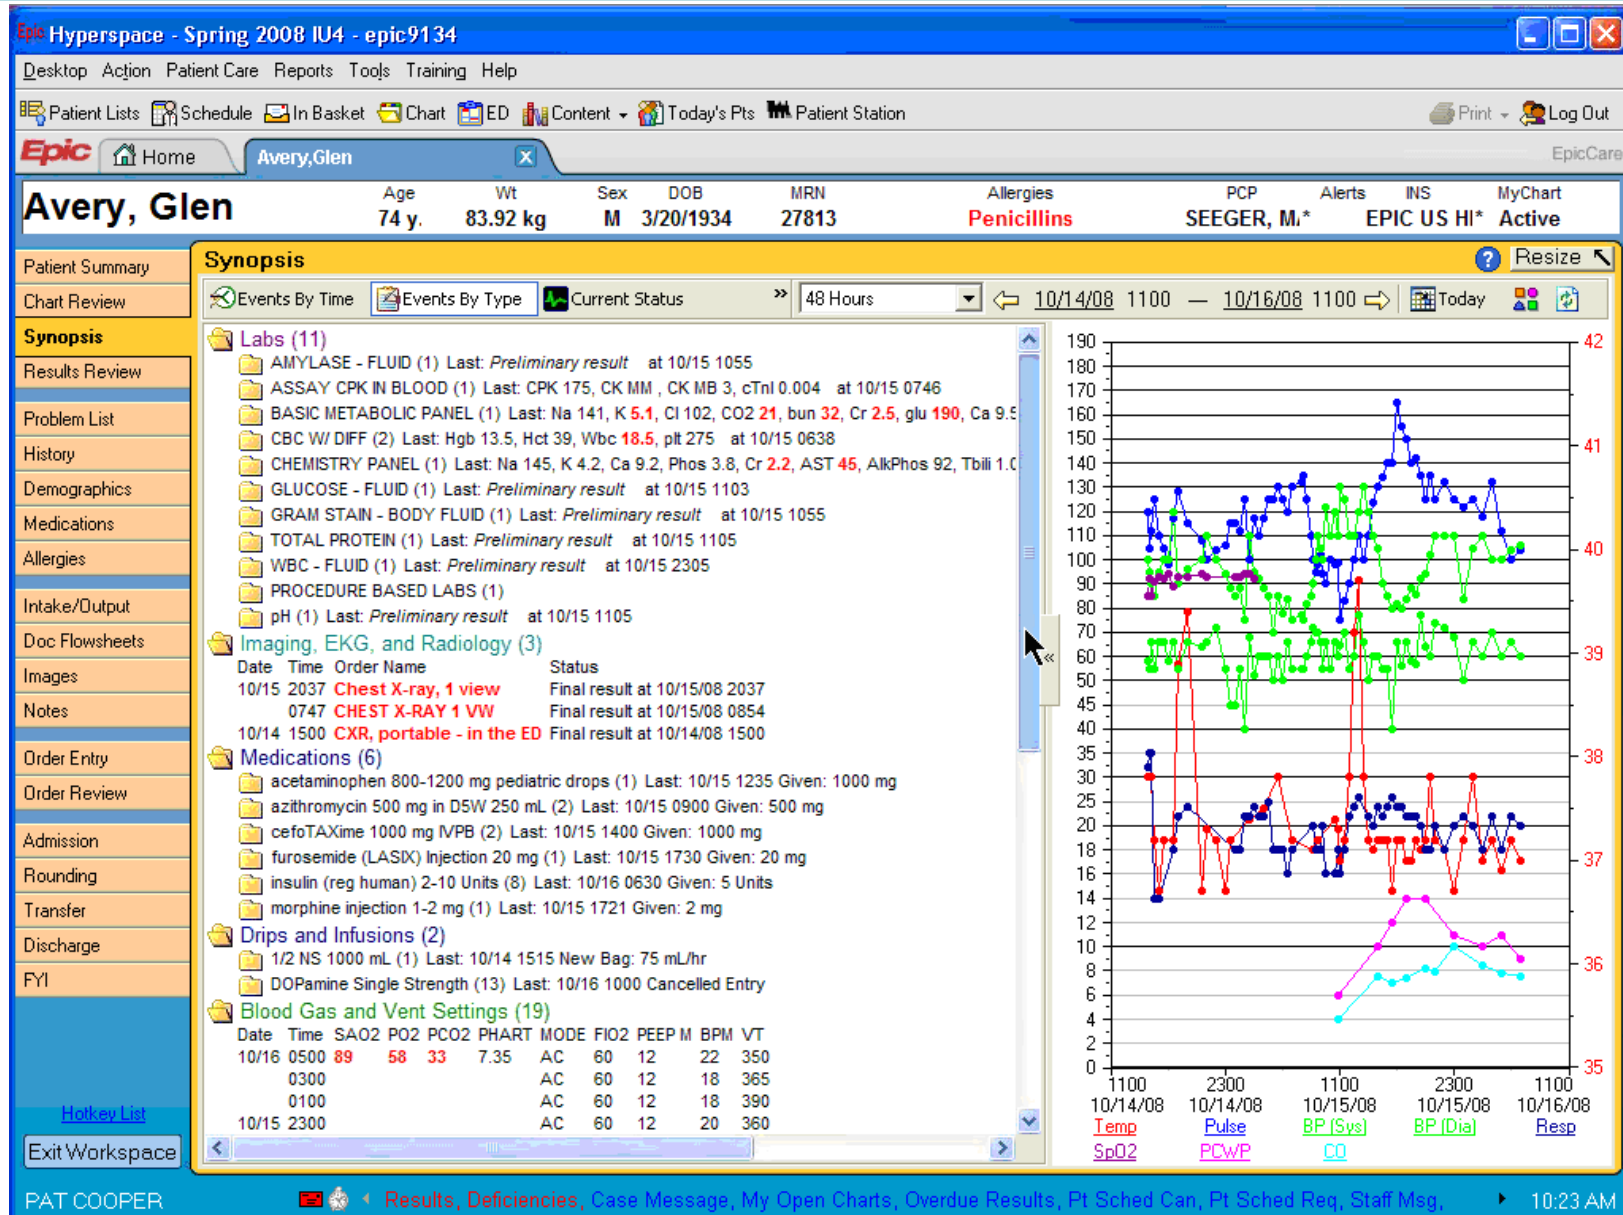 Epic Hyperspace - Spring 2008 IU4 - epic9134
Desktop Action Patient Care Reports Tools Training Help
Patient Lists Schedule In Basket Chart ED Content Today's Pts Patient Station Print Log Out
Epic Home Avery,Glen EpicCare
Age Wt Sex DOB MRN Allergies PCP Alerts INS MyChart
Avery, Glen 74 y. 83.92 kg M 3/20/1934 27813 Penicillins SEEGER, M.* EPIC US HI* Active
Patient Summary
Chart Review
Synopsis
Results Review
Problem List
History
Demographics
Medications
Allergies
Intake/Output
Doc Flowsheets
Images
Notes
Order Entry
Order Review
Admission
Rounding
Transfer
Discharge
FYI
Hotkey List
Exit Workspace
Synopsis ? Resize
Events By Time Events By Type Current Status » 48 Hours 10/14/08 1100 — 10/16/08 1100 Today
Labs (11)
AMYLASE - FLUID (1) Last: Preliminary result at 10/15 1055
ASSAY CPK IN BLOOD (1) Last: CPK 175, CK MM , CK MB 3, cTnI 0.004 at 10/15 0746
BASIC METABOLIC PANEL (1) Last: Na 141, K 5.1, Cl 102, CO2 21, bun 32, Cr 2.5, glu 190, Ca 9.5
CBC W/ DIFF (2) Last: Hgb 13.5, Hct 39, Wbc 18.5, plt 275 at 10/15 0638
CHEMISTRY PANEL (1) Last: Na 145, K 4.2, Ca 9.2, Phos 3.8, Cr 2.2, AST 45, AlkPhos 92, Tbili 1.0
GLUCOSE - FLUID (1) Last: Preliminary result at 10/15 1103
GRAM STAIN - BODY FLUID (1) Last: Preliminary result at 10/15 1055
TOTAL PROTEIN (1) Last: Preliminary result at 10/15 1105
WBC - FLUID (1) Last: Preliminary result at 10/15 2305
PROCEDURE BASED LABS (1)
pH (1) Last: Preliminary result at 10/15 1105
Imaging, EKG, and Radiology (3)
Date Time Order Name Status
10/15 2037 Chest X-ray, 1 view Final result at 10/15/08 2037
0747 CHEST X-RAY 1 VW Final result at 10/15/08 0854
10/14 1500 CXR, portable - in the ED Final result at 10/14/08 1500
Medications (6)
acetaminophen 800-1200 mg pediatric drops (1) Last: 10/15 1235 Given: 1000 mg
azithromycin 500 mg in D5W 250 mL (2) Last: 10/15 0900 Given: 500 mg
cefoTAXime 1000 mg IVPB (2) Last: 10/15 1400 Given: 1000 mg
furosemide (LASIX) Injection 20 mg (1) Last: 10/15 1730 Given: 20 mg
insulin (reg human) 2-10 Units (8) Last: 10/16 0630 Given: 5 Units
morphine injection 1-2 mg (1) Last: 10/15 1721 Given: 2 mg
Drips and Infusions (2)
1/2 NS 1000 mL (1) Last: 10/14 1515 New Bag: 75 mL/hr
DOPamine Single Strength (13) Last: 10/16 1000 Cancelled Entry
Blood Gas and Vent Settings (19)
Date Time SAO2 PO2 PCO2 PHART MODE FIO2 PEEP M BPM VT
10/16 0500 89 58 33 7.35 AC 60 12 22 350
0300 AC 60 12 18 365
0100 AC 60 12 18 390
10/15 2300 AC 60 12 20 360
«
190 42
180
170
160
150 41
140
130
120
110
100 40
90
80
70
60 39
50
45
40
35 38
30
25
20
18 37
16
14
12
10
8 36
6
4
2
0 35
1100 2300 1100 2300 1100
10/14/08 10/14/08 10/15/08 10/15/08 10/16/08
Temp Pulse BP (Sys) BP (Dia) Resp
SpO2 PCWP CO
PAT COOPER Results, Deficiencies, Case Message, My Open Charts, Overdue Results, Pt Sched Can, Pt Sched Req, Staff Msg, 10:23 AM